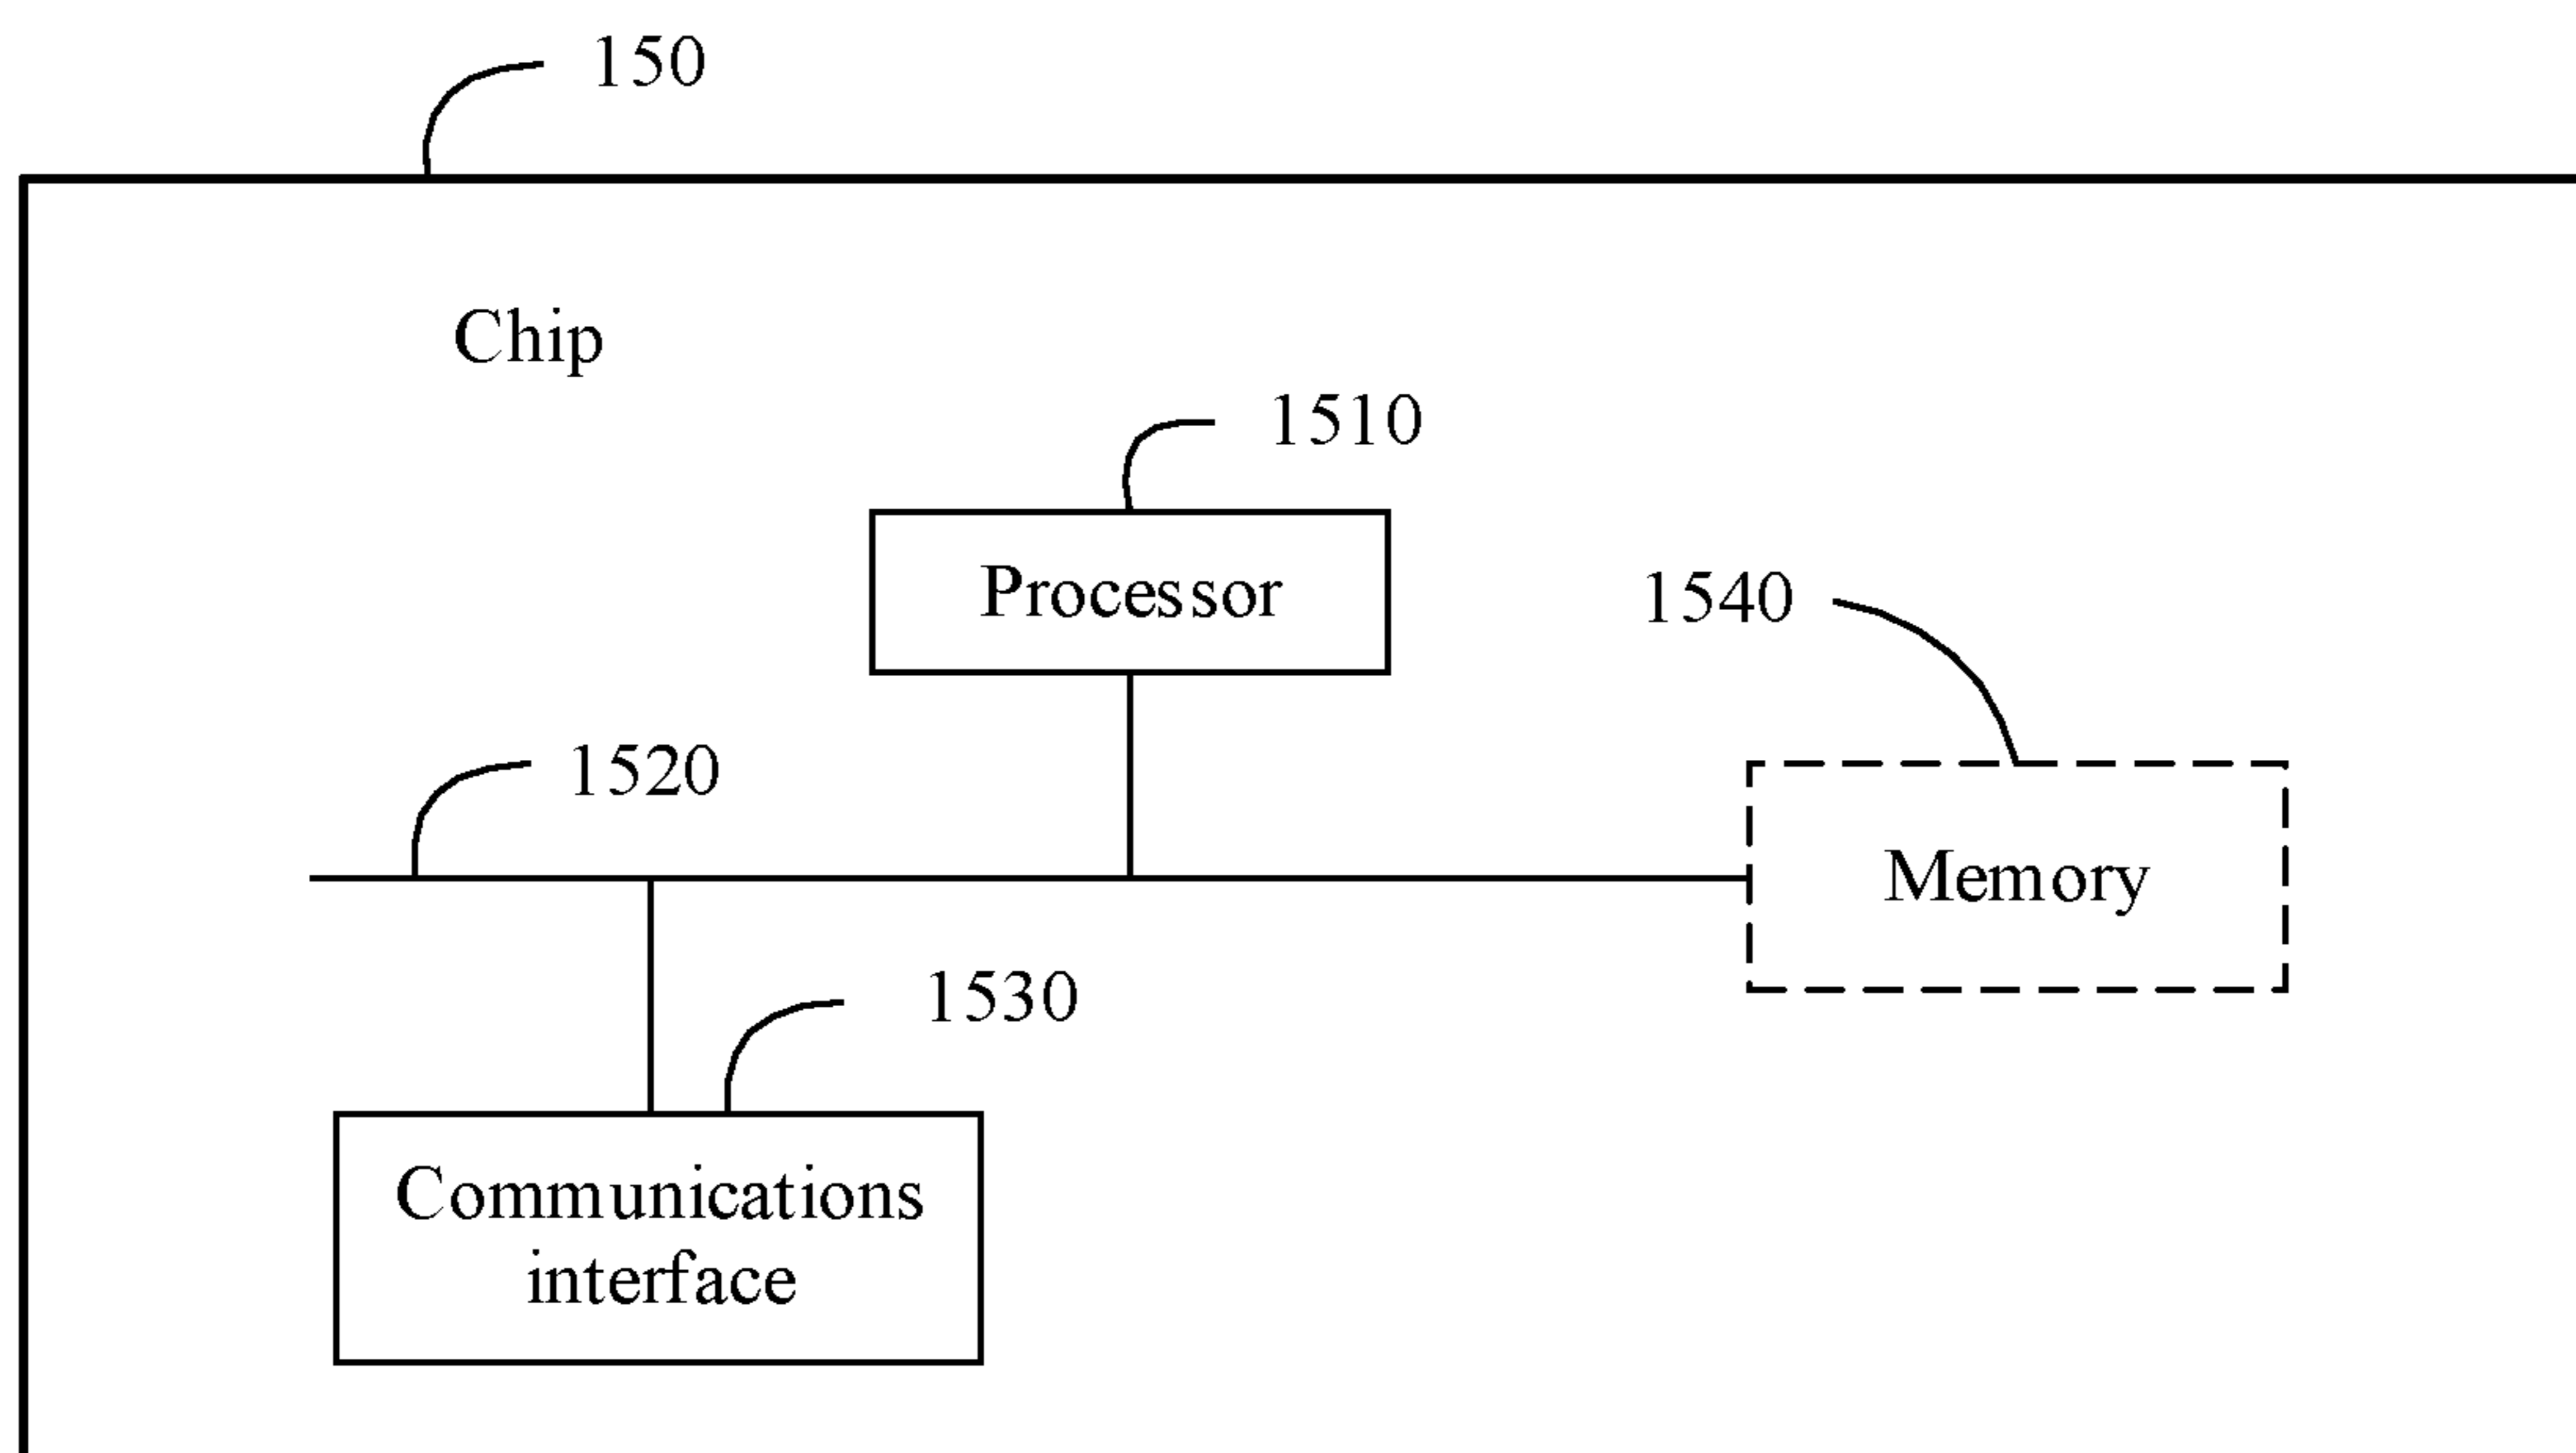 150
Chip
1510
Processor
1540
1520
Memory
1530
Communications
interface